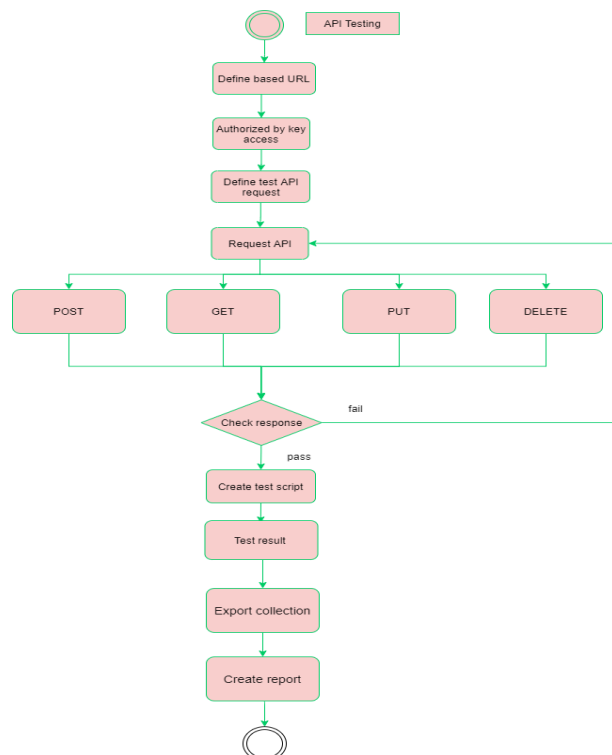 API Testing
Define based URL
Authorized by key
access
Define test API
request
Request API
POST
GET
PUT
DELETE
fail
Check response
pass
Create test script
Test result
Export collection
Create report